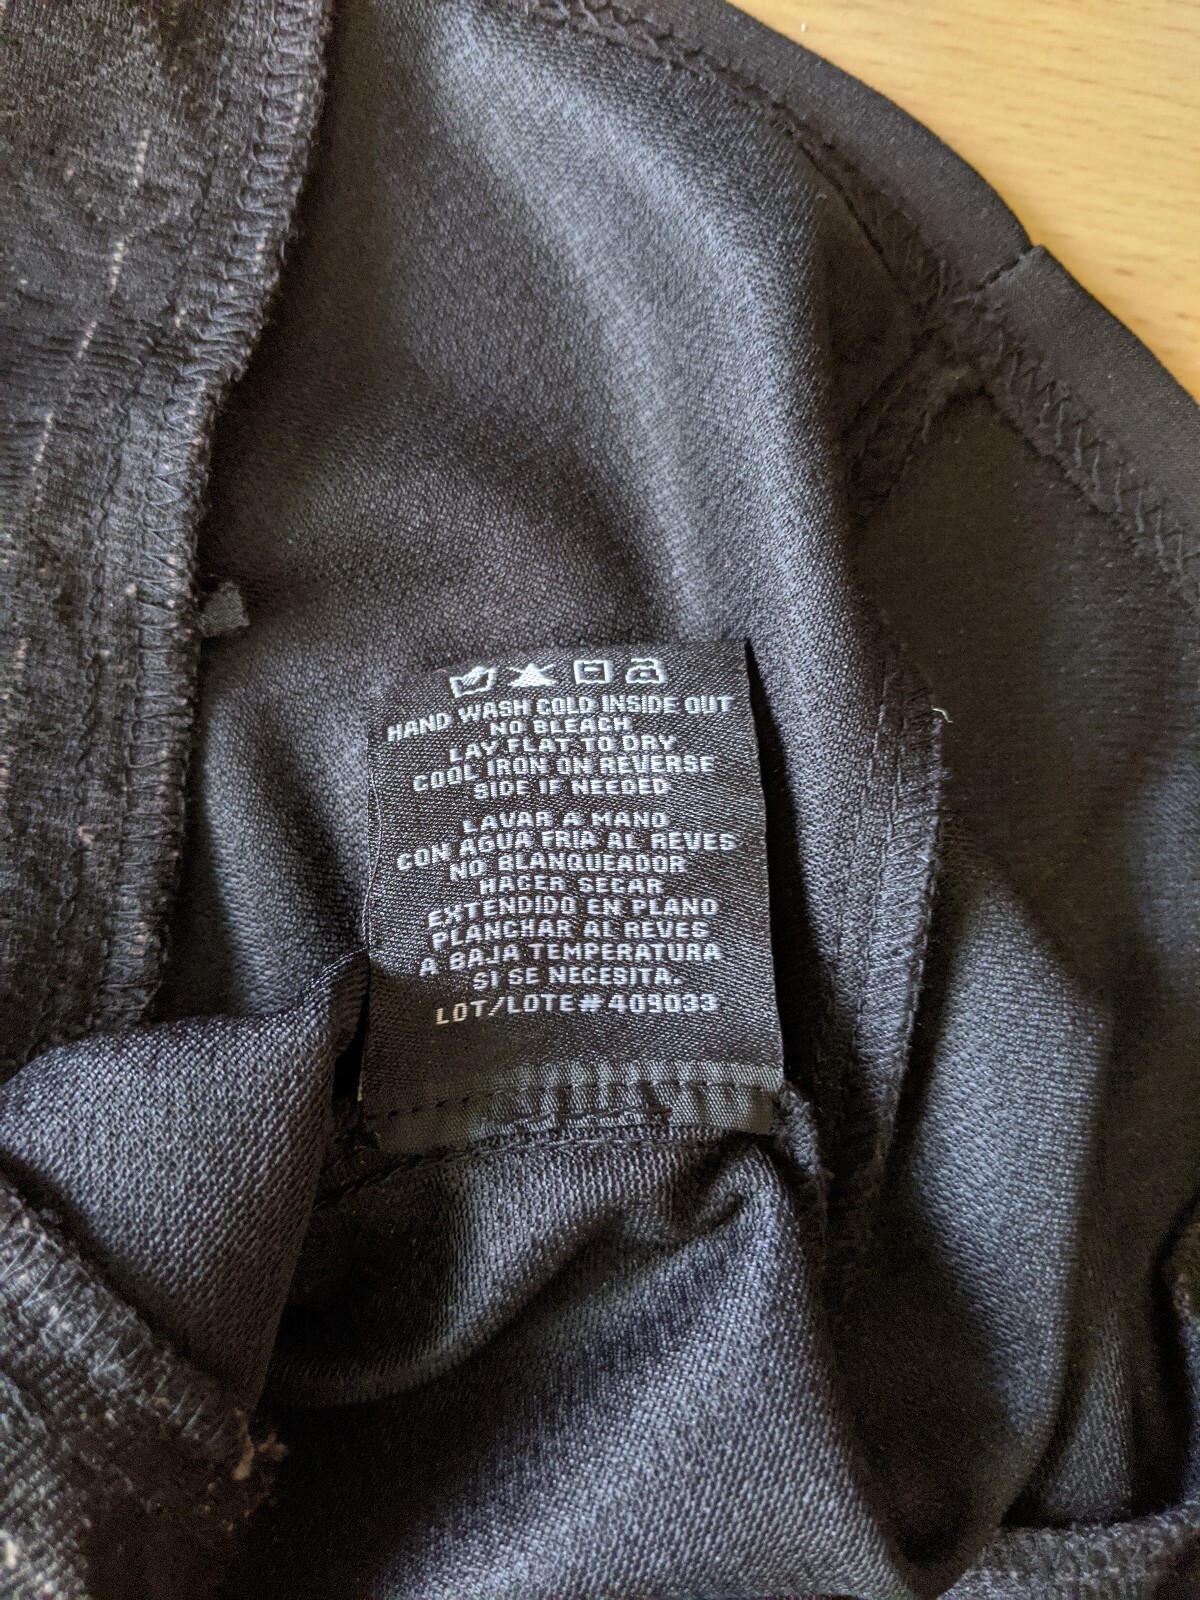 HAND WASH COLD INSIDE OUT
NO BLEACH
LAY FLAT TO DRY
COOL IRON ON REVERSE
SIDE IF NEEDED
LAVAR A MANO
CON AGUA FRIA AL REVES
NO BLANQUEADOR
HACER SECAR
EXTENDIDO EN PLANO
PLANCHAR AL REVES
A BAJA TEMPERATURA
SI SE NECESITA.
LOT/LOTE#409033